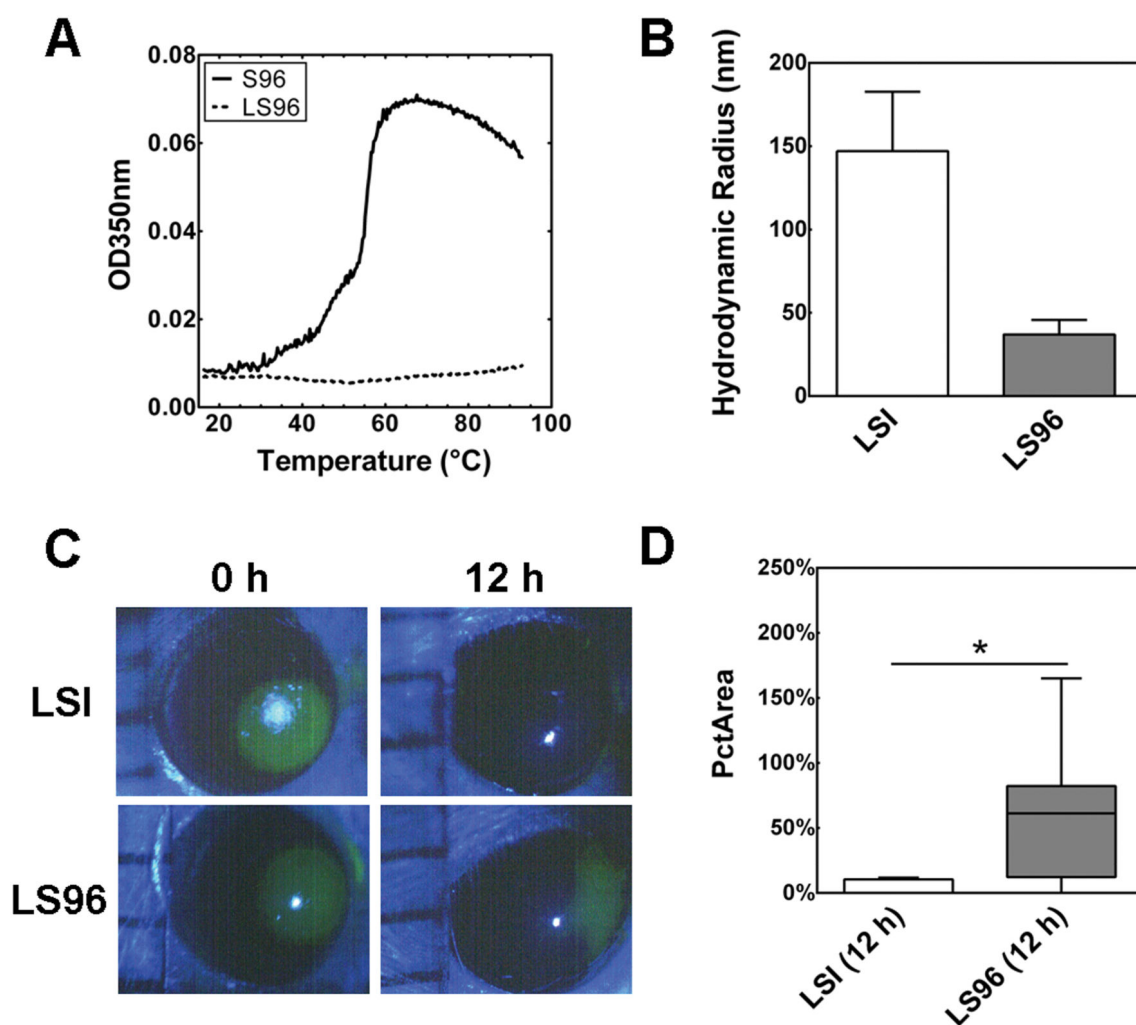 A
OD350nm
0.08
0.06
0.04
0.02
0.00
S96
LS96
20
40
60
80
100
Temperature (°C)
B
Hydrodynamic Radius (nm)
200
150
100
50
0
LSI
LS96
C
0 h
12 h
LSI
LS96
D
PctArea
250%
200%
150%
100%
50%
0%
*
LSI (12 h)
LS96 (12 h)